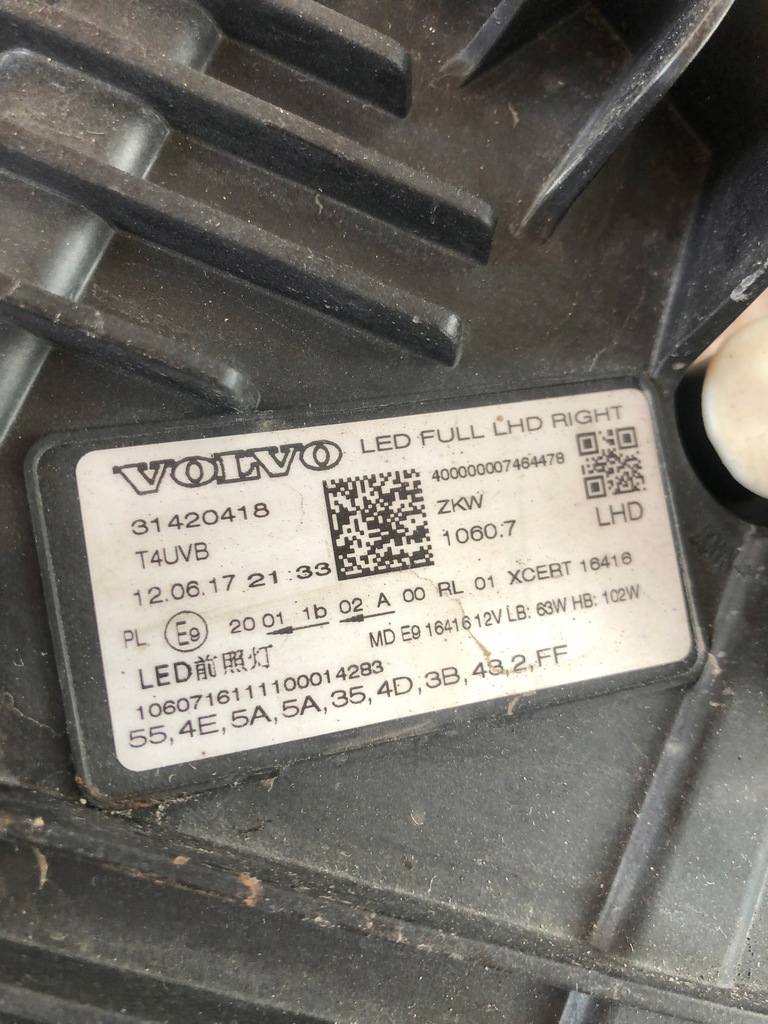 VOLVO LED FULL LHD RIGHT
31420418
400000007464478
T4UVB
ZKW
LHD
12.06.17 21:33
1060.7
PL E9 20 01 1b 02 A 00 RL 01 XCERT 16416
MD E9 16416 12V LB: 63W HB: 102W
LED前照灯
1060716111100014283
55,4E,5A,5A,35,4D,3B,43,2,FF